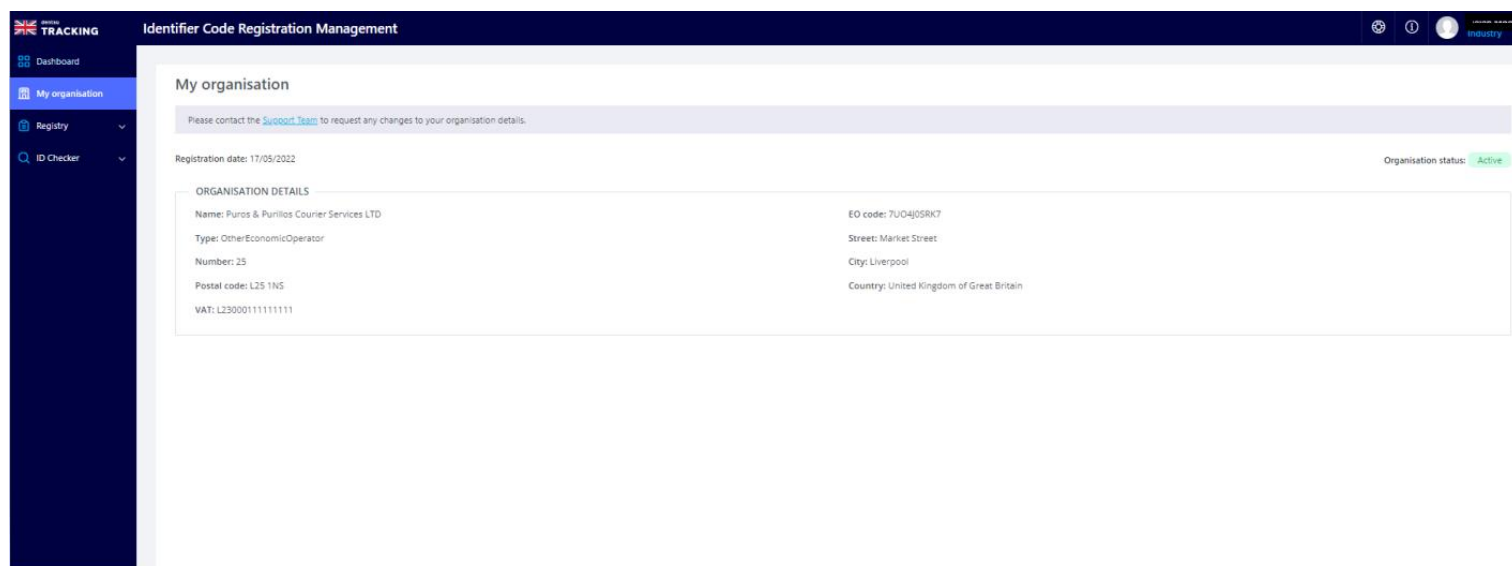 TRACKING
Identifier Code Registration Management
Industry
Dashboard
My organisation
Registry
ID Checker
My organisation
Please contact the Support Team to request any changes to your organisation details.
Registration date: 17/05/2022
Organisation status: Active
ORGANISATION DETAILS
Name: Puros & Purillos Courier Services LTD
EO code: 7UO4J0SRK7
Type: OtherEconomicOperator
Street: Market Street
Number: 25
City: Liverpool
Postal code: L25 1NS
Country: United Kingdom of Great Britain
VAT: L23000111111111